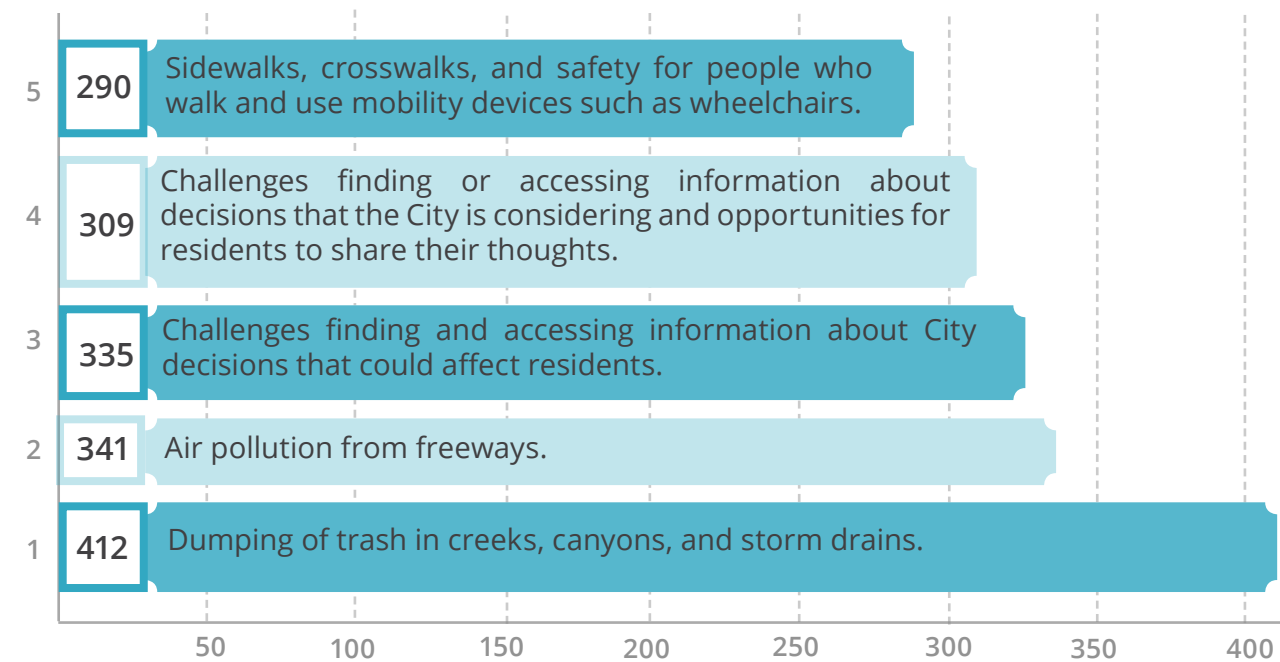 5
290
Sidewalks, crosswalks, and safety for people who
walk and use mobility devices such as wheelchairs.
4
309
Challenges finding or accessing information about
decisions that the City is considering and opportunities for
residents to share their thoughts.
3
335
Challenges finding and accessing information about City
decisions that could affect residents.
2
341
Air pollution from freeways.
1
412
Dumping of trash in creeks, canyons, and storm drains.
50 100 150 200 250 300 350 400